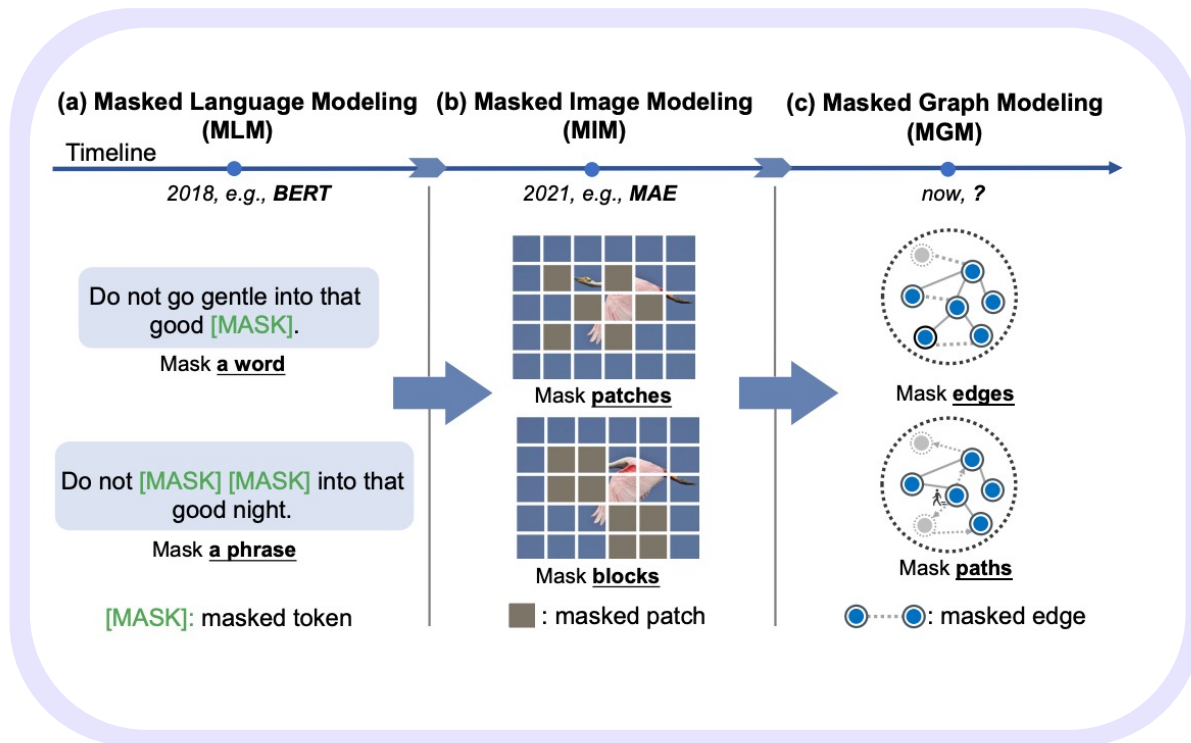 (a) Masked Language Modeling
(MLM)
(b) Masked Image Modeling
(MIM)
(c) Masked Graph Modeling
(MGM)
Timeline
2018, e.g., BERT
2021, e.g., MAE
now, ?
Do not go gentle into that
good [MASK].
Mask a word
Do not [MASK] [MASK] into that
good night.
Mask a phrase
[MASK]: masked token
Mask patches
Mask blocks
: masked patch
Mask edges
Mask paths
: masked edge